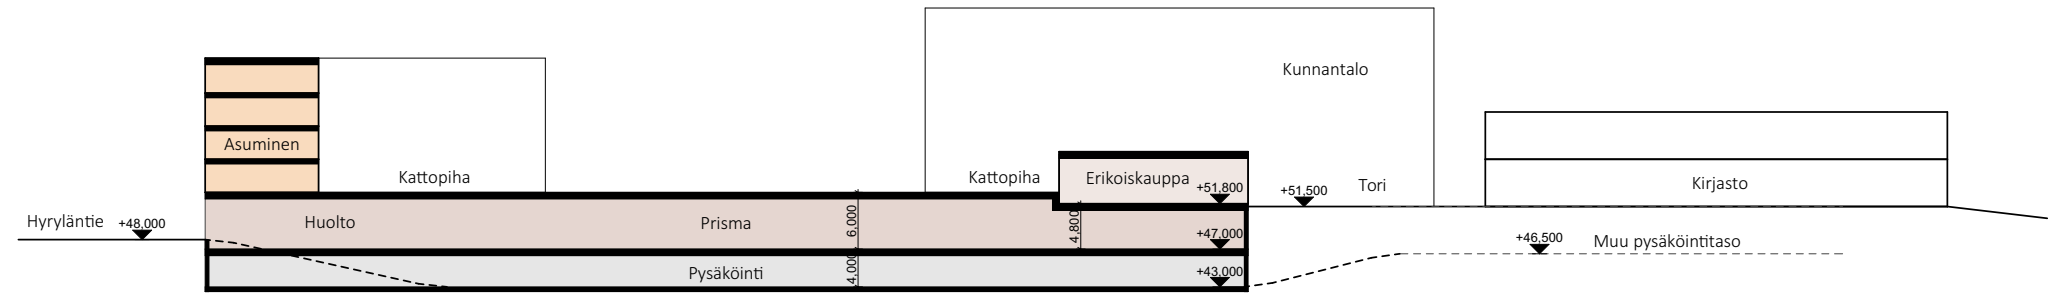 Kunnantalo
Asuminen
Kattopiha
Kattopiha
Erikoiskauppa
+51,800
+51,500
Tori
Kirjasto
Hyryläntie
+48,000
Huolto
Prisma
6,000
4,800
+47,000
+46,500
Muu pysäköintitaso
Pysäköinti
4,000
+43,000